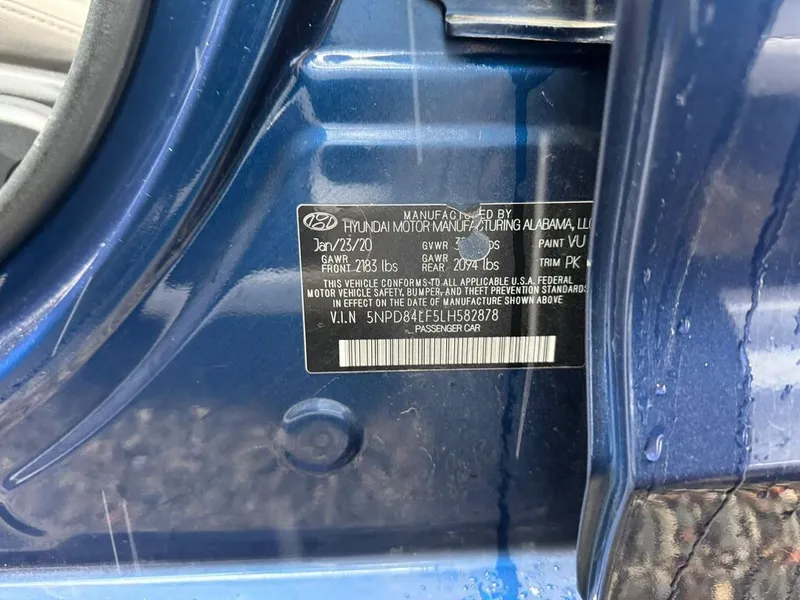 MANUFACTURED BY
HYUNDAI MOTOR MANUFACTURING ALABAMA, LLC
Jan/23/20 GVWR lbs PAINT VU
GAWR FRONT 2183 lbs GAWR REAR 2094 lbs TRIM PK
THIS VEHICLE CONFORMS TO ALL APPLICABLE U.S.A. FEDERAL
MOTOR VEHICLE SAFETY, BUMPER, AND THEFT PREVENTION STANDARDS
IN EFFECT ON THE DATE OF MANUFACTURE SHOWN ABOVE
V.I.N 5NPD84LF5LH582878
PASSENGER CAR